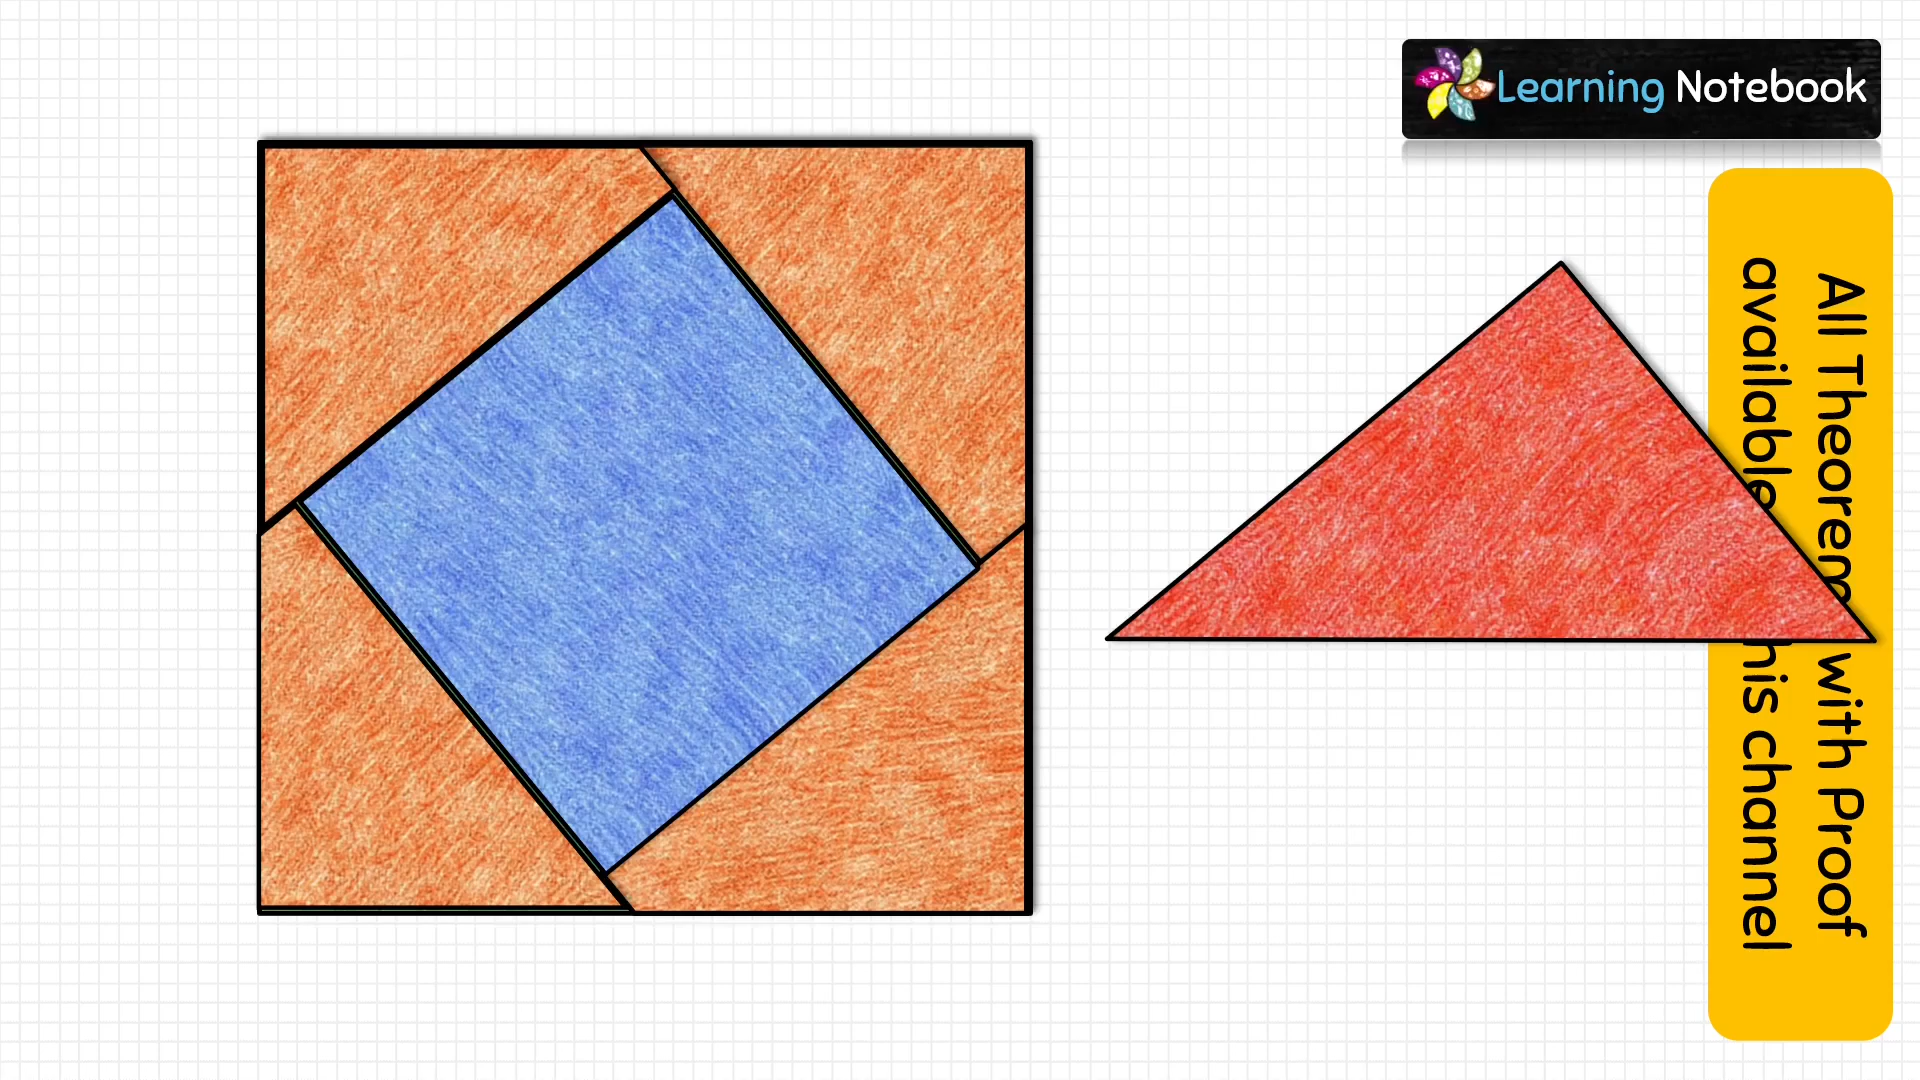 Learning Notebook
All Theorem with Proof
available his channel